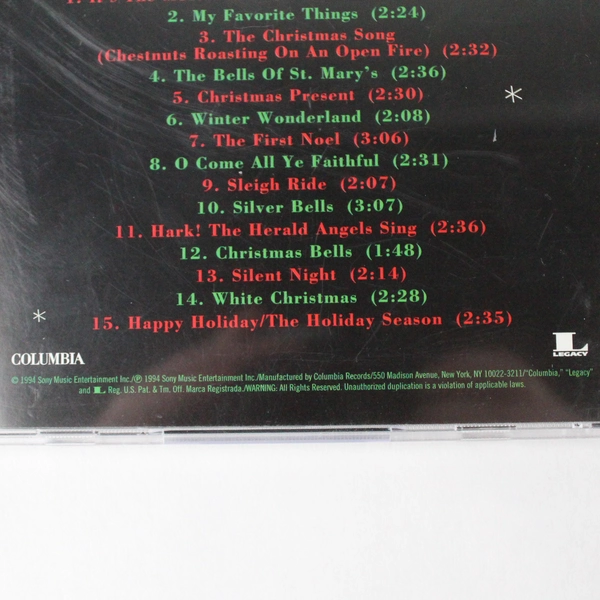 2. My Favorite Things (2:24)
3. The Christmas Song
(Chestnuts Roasting On An Open Fire) (2:32)
4. The Bells Of St. Mary's (2:36)
5. Christmas Present (2:30)
6. Winter Wonderland (2:08)
7. The First Noel (3:06)
8. O Come All Ye Faithful (2:31)
9. Sleigh Ride (2:07)
10. Silver Bells (3:07)
11. Hark! The Herald Angels Sing (2:36)
12. Christmas Bells (1:48)
13. Silent Night (2:14)
14. White Christmas (2:28)
15. Happy Holiday/The Holiday Season (2:35)
COLUMBIA
L
LEGACY
© 1994 Sony Music Entertainment Inc./℗ 1994 Sony Music Entertainment Inc./Manufactured by Columbia Records/550 Madison Avenue, New York, NY 10022-3211/"Columbia," "Legacy"
and L Reg. U.S. Pat. & Tm. Off. Marca Registrada./WARNING: All Rights Reserved. Unauthorized duplication is a violation of applicable laws.